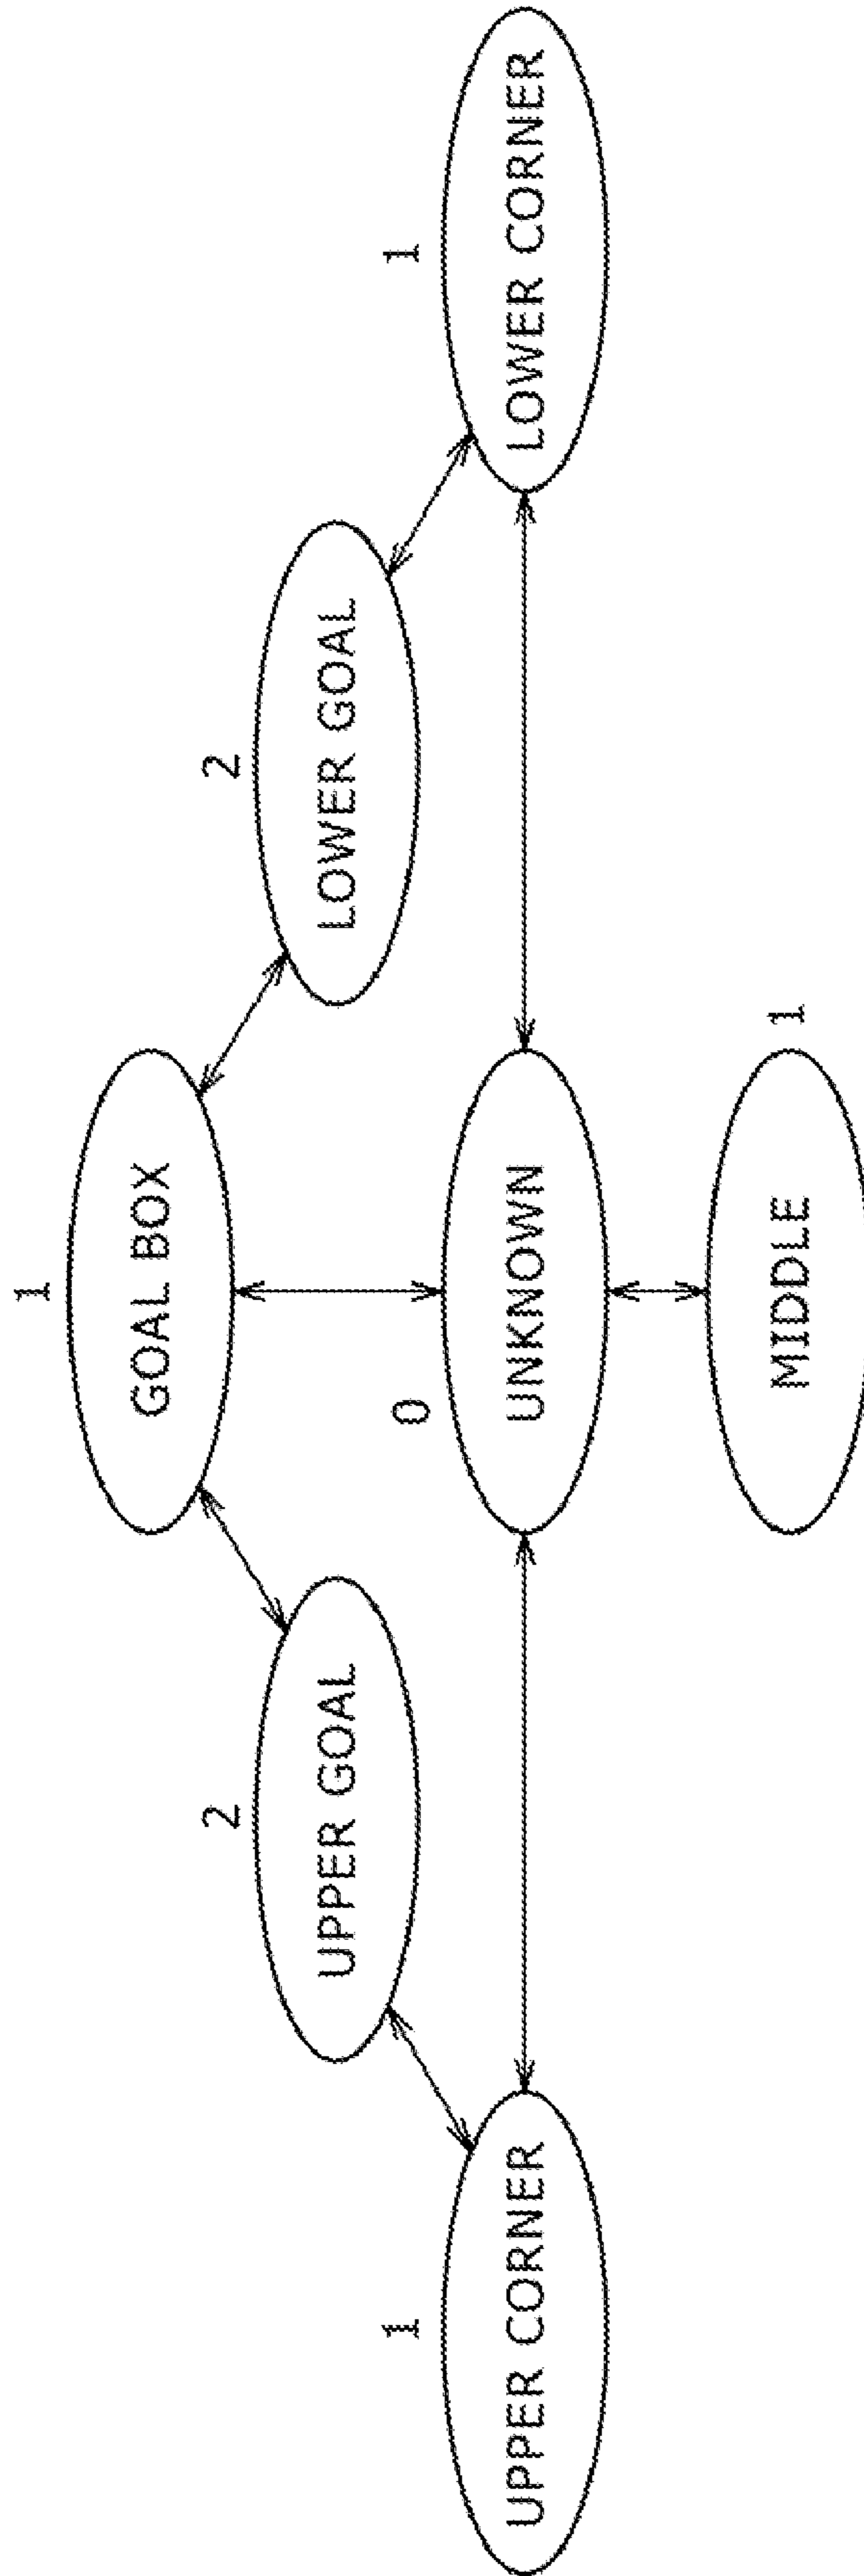 1
GOAL BOX
2
UPPER GOAL
2
LOWER GOAL
1
UPPER CORNER
0
UNKNOWN
1
LOWER CORNER
MIDDLE
1